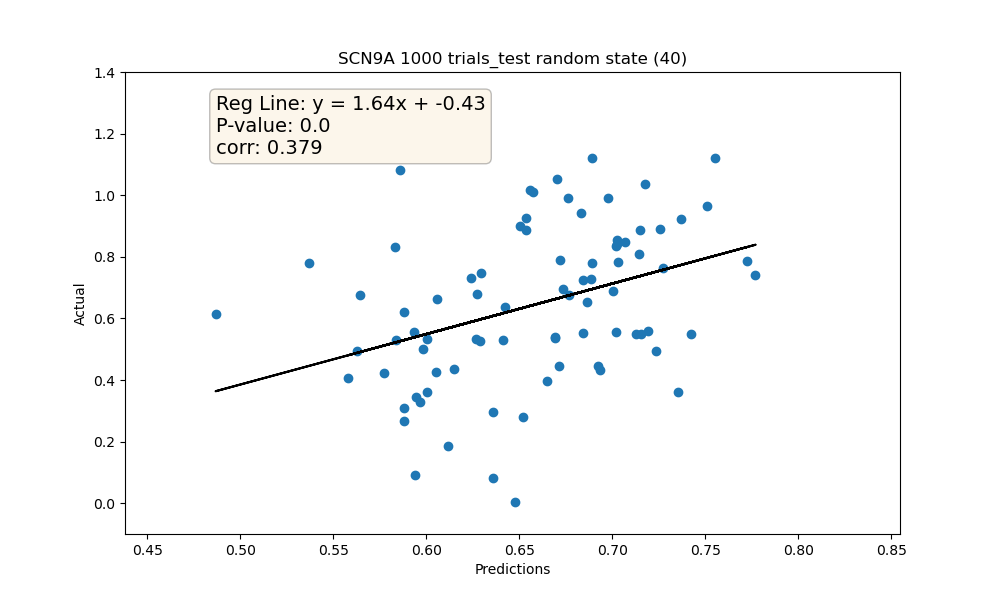 SCN9A 1000 trials_test random state (40)
Reg Line: y = 1.64x + -0.43
P-value: 0.0
corr: 0.379
1.4
1.2
1.0
0.8
0.6
0.4
0.2
0.0
Actual
0.45 0.50 0.55 0.60 0.65 0.70 0.75 0.80 0.85
Predictions